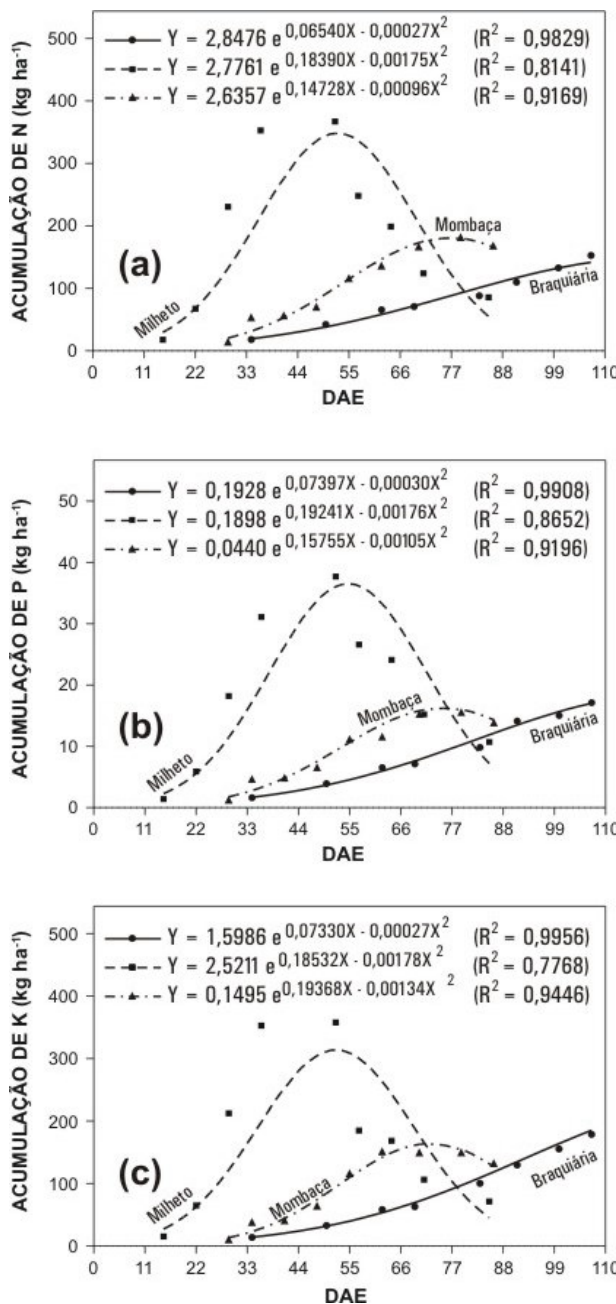 500
Y = 2,8476 e^0,06540X - 0,00027X^2 (R^2 = 0,9829)
Y = 2,7761 e^0,18390X - 0,00175X^2 (R^2 = 0,8141)
400
Y = 2,6357 e^0,14728X - 0,00096X^2 (R^2 = 0,9169)
ACUMULAÇÃO DE N (kg ha^-1)
300
200
Mombaça
(a)
100
Milheto
Braquiária
0
0 11 22 33 44 55 66 77 88 99 110
DAE
Y = 0,1928 e^0,07397X - 0,00030X^2 (R^2 = 0,9908)
50
Y = 0,1898 e^0,19241X - 0,00176X^2 (R^2 = 0,8652)
Y = 0,0440 e^0,15755X - 0,00105X^2 (R^2 = 0,9196)
40
ACUMULAÇÃO DE P (kg ha^-1)
30
20
Mombaça
(b)
10
Milheto
Braquiária
0
0 11 22 33 44 55 66 77 88 99 110
DAE
500
Y = 1,5986 e^0,07330X - 0,00027X^2 (R^2 = 0,9956)
Y = 2,5211 e^0,18532X - 0,00178X^2 (R^2 = 0,7768)
400
Y = 0,1495 e^0,19368X - 0,00134X^2 (R^2 = 0,9446)
ACUMULAÇÃO DE K (kg ha^-1)
300
200
(c)
100
Mombaça
Milheto
Braquiária
0
0 11 22 33 44 55 66 77 88 99 110
DAE